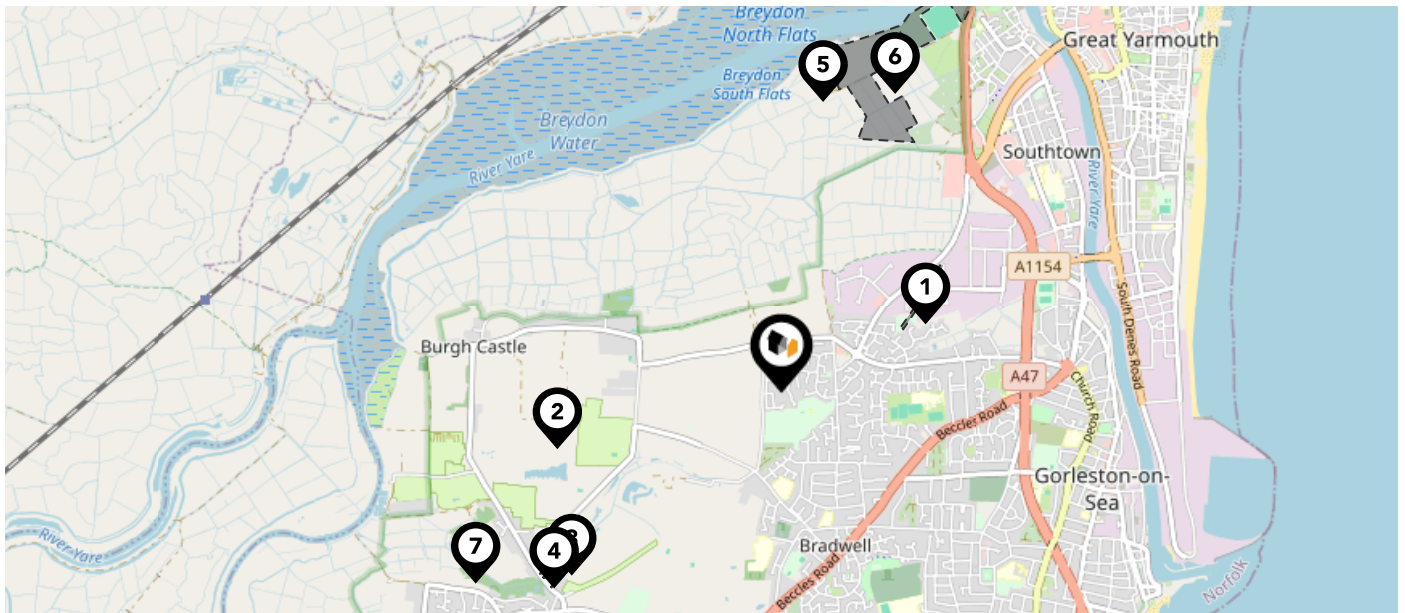 Breydon
North Flats
Great Yarmouth
5
6
Breydon
South Flats
Breydon
Water
River Yare
Southtown
River Yare
A1154
1
South Denes Road
Burgh Castle
A47
Church Road
2
Beccles Road
Gorleston-on-
Sea
7
4
3
Bradwell
River Yare
Beccles Road
Norfolk